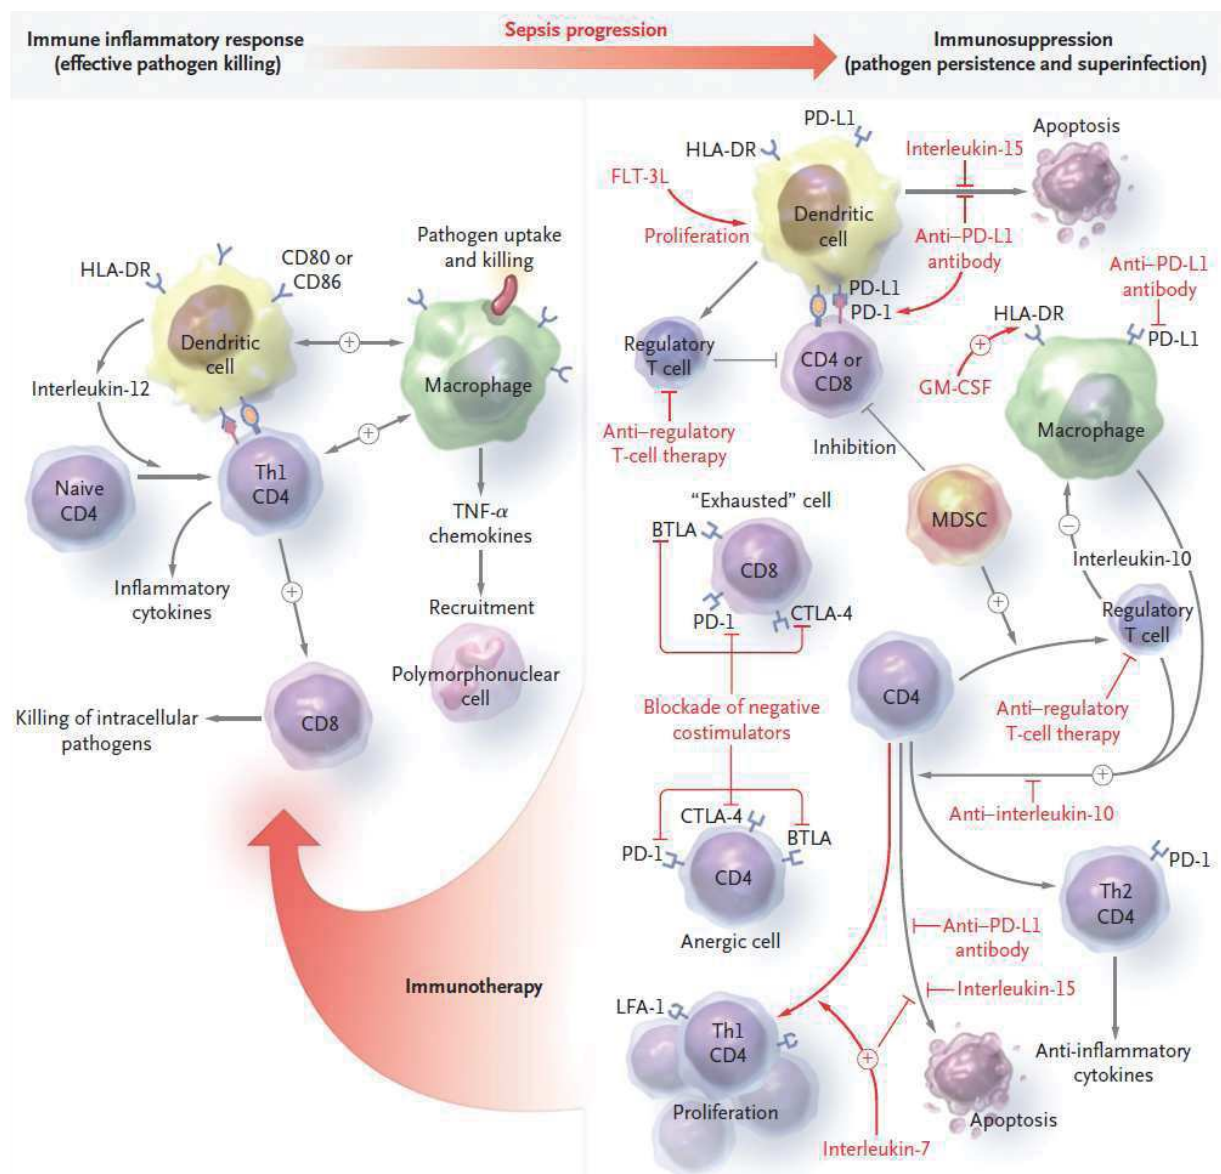 Immune inflammatory response
(effective pathogen killing)
Sepsis progression
Immunosuppression
(pathogen persistence and superinfection)
HLA-DR
CD80 or
CD86
Pathogen uptake
and killing
Dendritic
cell
+
Macrophage
Interleukin-12
+
Naive
CD4
Th1
CD4
TNF-α
chemokines
Inflammatory
cytokines
+
Recruitment
Polymorphonuclear
cell
Killing of intracellular
pathogens
CD8
Immunotherapy
PD-L1
HLA-DR
FLT-3L
Proliferation
Dendritic
cell
Interleukin-15
Apoptosis
Anti–PD-L1
antibody
PD-L1
PD-1
Regulatory
T cell
CD4 or
CD8
Anti–regulatory
T-cell therapy
Inhibition
Anti–PD-L1
antibody
HLA-DR
PD-L1
+
GM-CSF
Macrophage
MDSC
–
Interleukin-10
+
Regulatory
T cell
"Exhausted" cell
BTLA
CD8
PD-1
CTLA-4
CD4
Blockade of negative
costimulators
Anti–regulatory
T-cell therapy
+
Anti–interleukin-10
CTLA-4
BTLA
PD-1
CD4
Anergic cell
PD-1
Th2
CD4
Anti–PD-L1
antibody
Interleukin-15
LFA-1
Th1
CD4
+
Proliferation
Apoptosis
Anti-inflammatory
cytokines
Interleukin-7